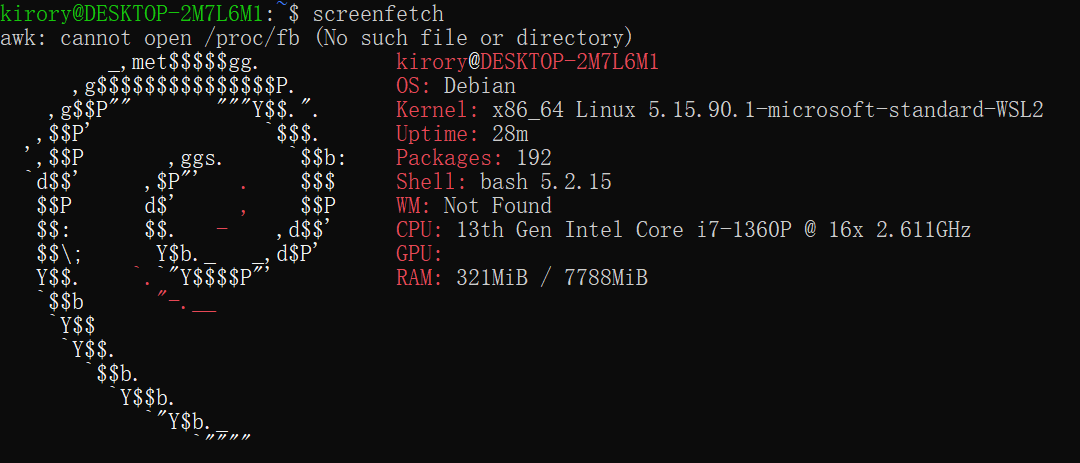 kirory@DESKTOP-2M7L6M1:~$ screenfetch
awk: cannot open /proc/fb (No such file or directory)
         _,met$$$$$gg.           kirory@DESKTOP-2M7L6M1
      ,g$$$$$$$$$$$$$$$P.        OS: Debian
    ,g$$P""       """Y$$.".      Kernel: x86_64 Linux 5.15.90.1-microsoft-standard-WSL2
   ,$$P'              `$$$.      Uptime: 28m
 ',$$P       ,ggs.     `$$b:     Packages: 192
 `d$$'     ,$P"'   .    $$$      Shell: bash 5.2.15
  $$P      d$'     ,    $$P      WM: Not Found
  $$:      $$.   -    ,d$$'      CPU: 13th Gen Intel Core i7-1360P @ 16x 2.611GHz
  $$\;      Y$b._   _,d$P'       GPU:
  Y$$.    `.`"Y$$$$P"'           RAM: 321MiB / 7788MiB
  `$$b      "-.__
   `Y$$
    `Y$$.
      `$$b.
        `Y$$b.
           `"Y$b._
               `""""